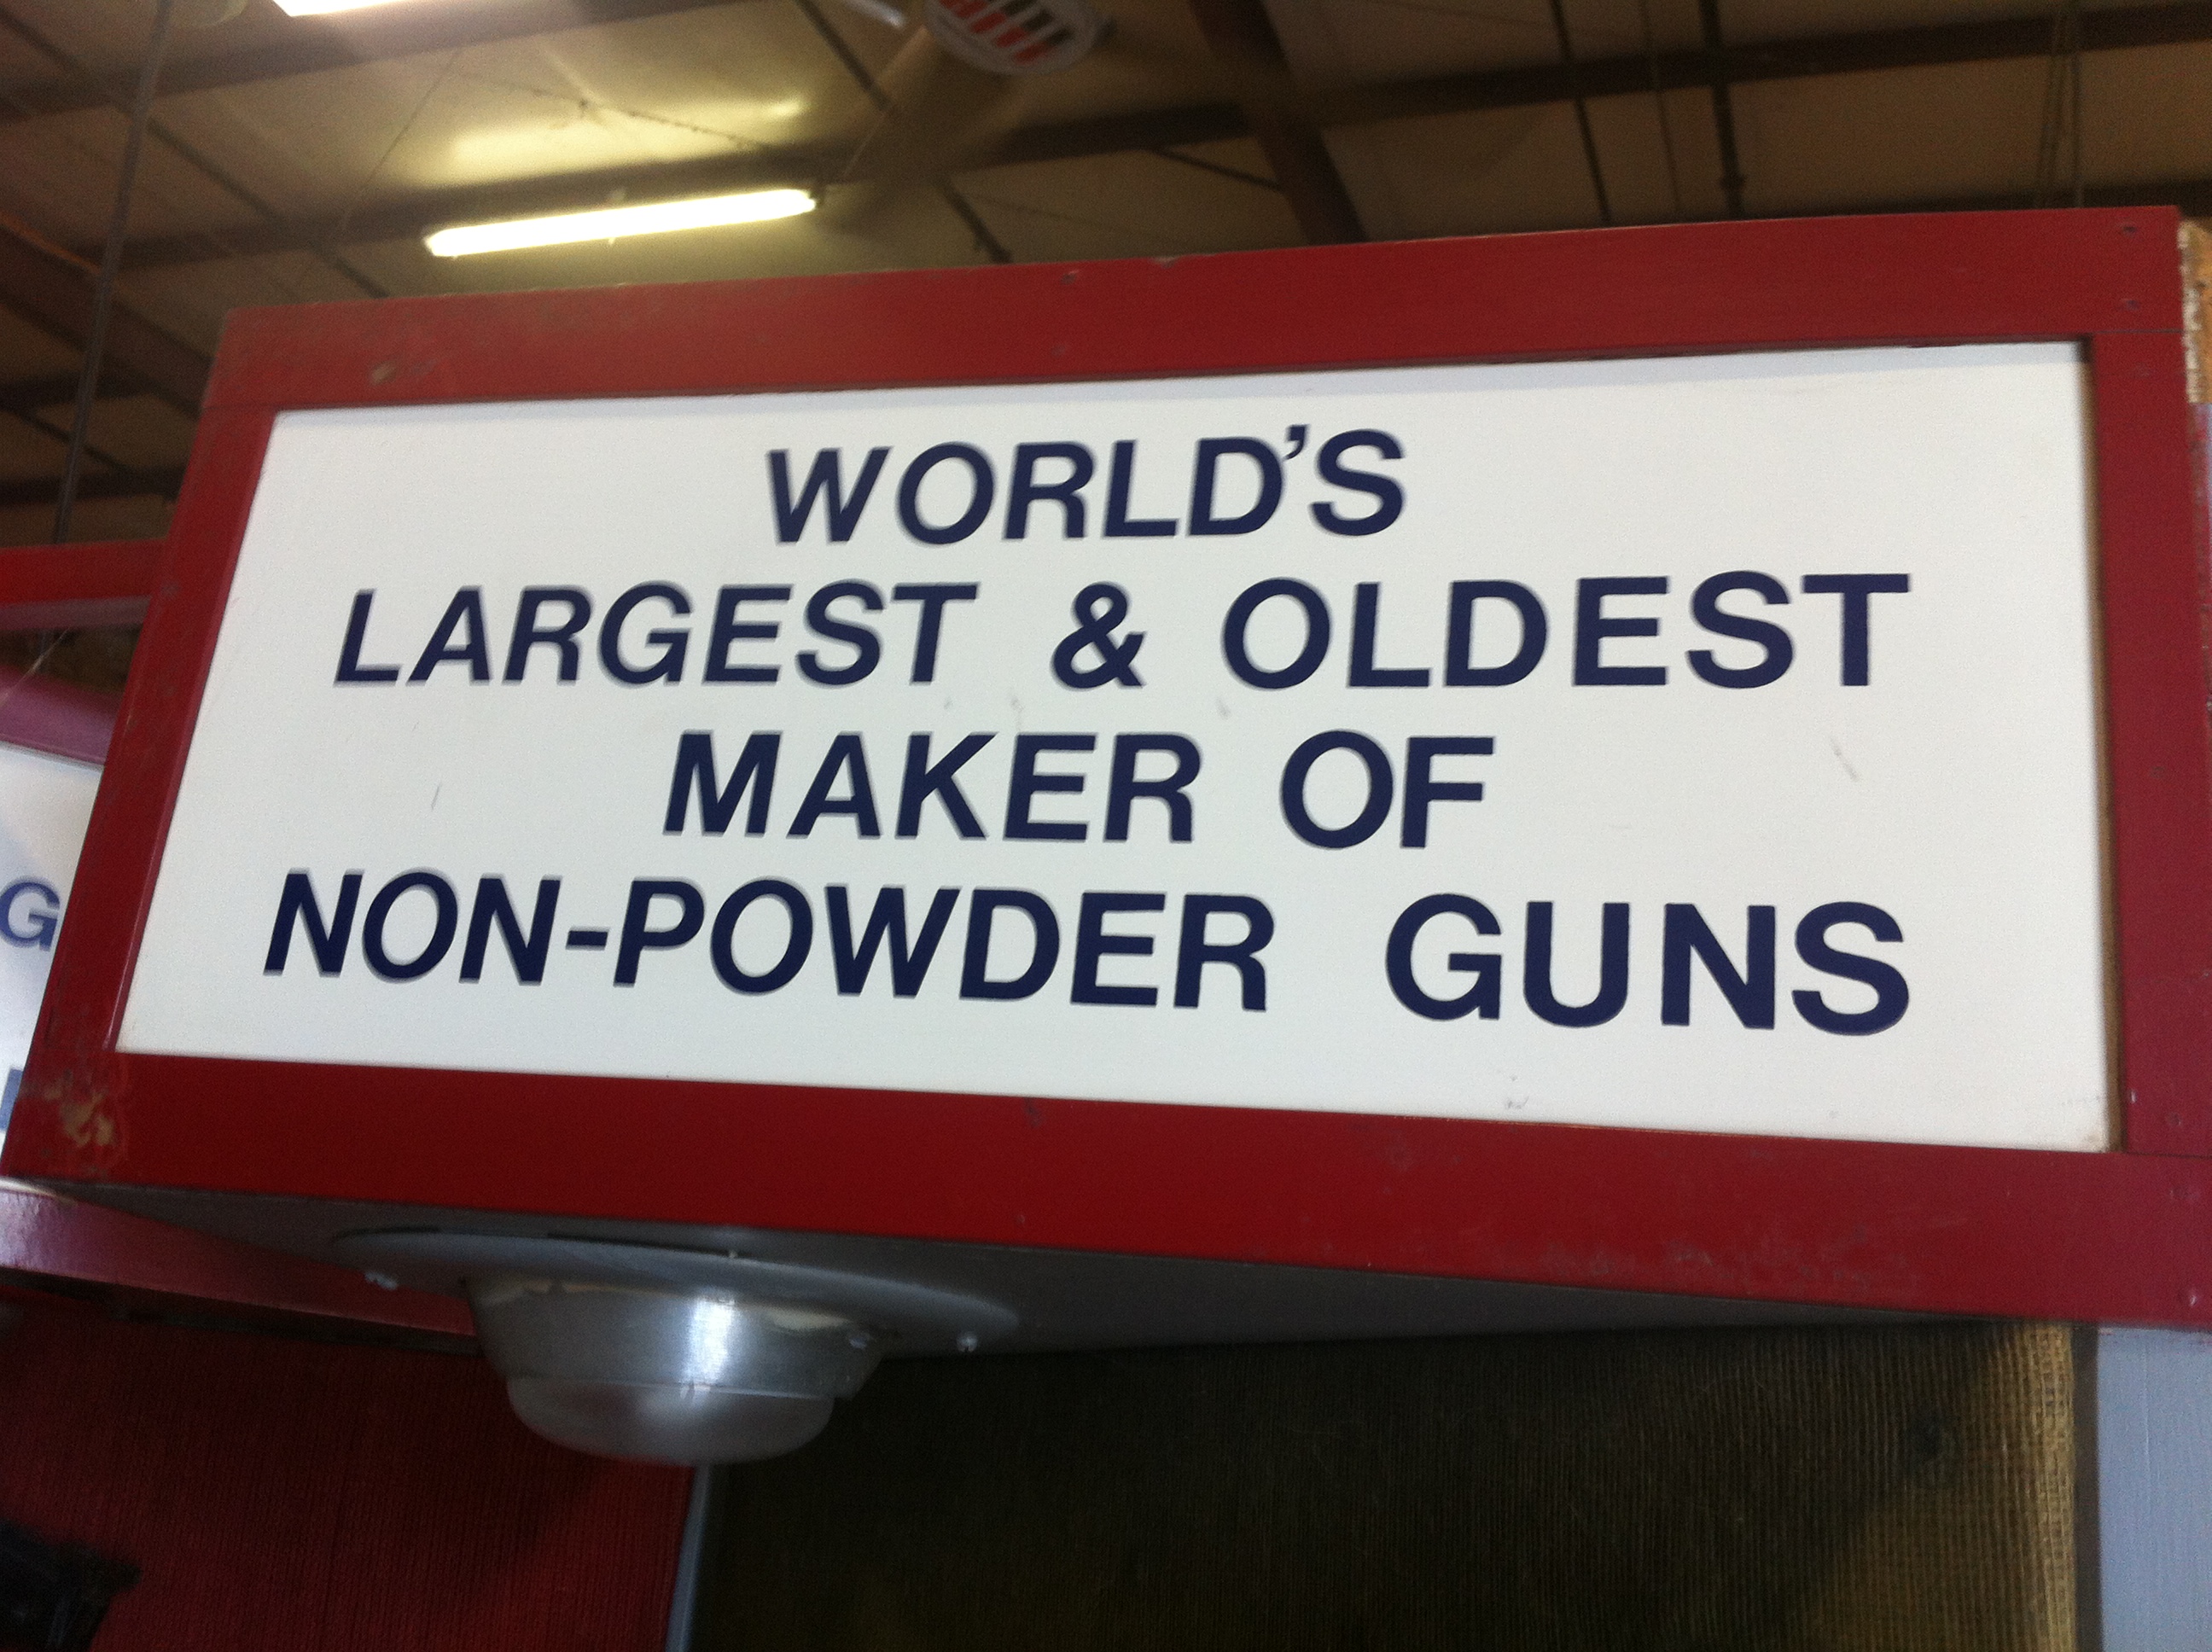 WORLD'S
LARGEST & OLDEST
MAKER OF
NON-POWDER GUNS
G